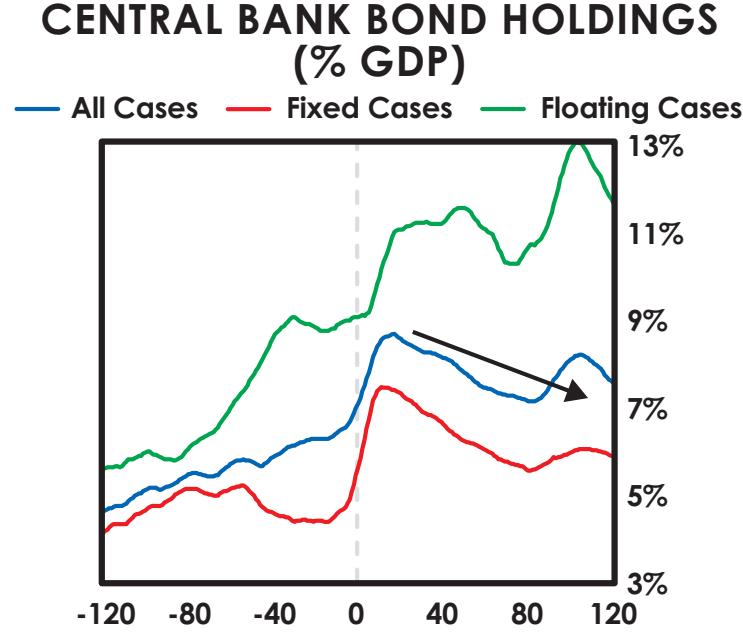 CENTRAL BANK BOND HOLDINGS
(% GDP)
All Cases Fixed Cases Floating Cases
13%
11%
9%
7%
5%
3%
-120 -80 -40 0 40 80 120